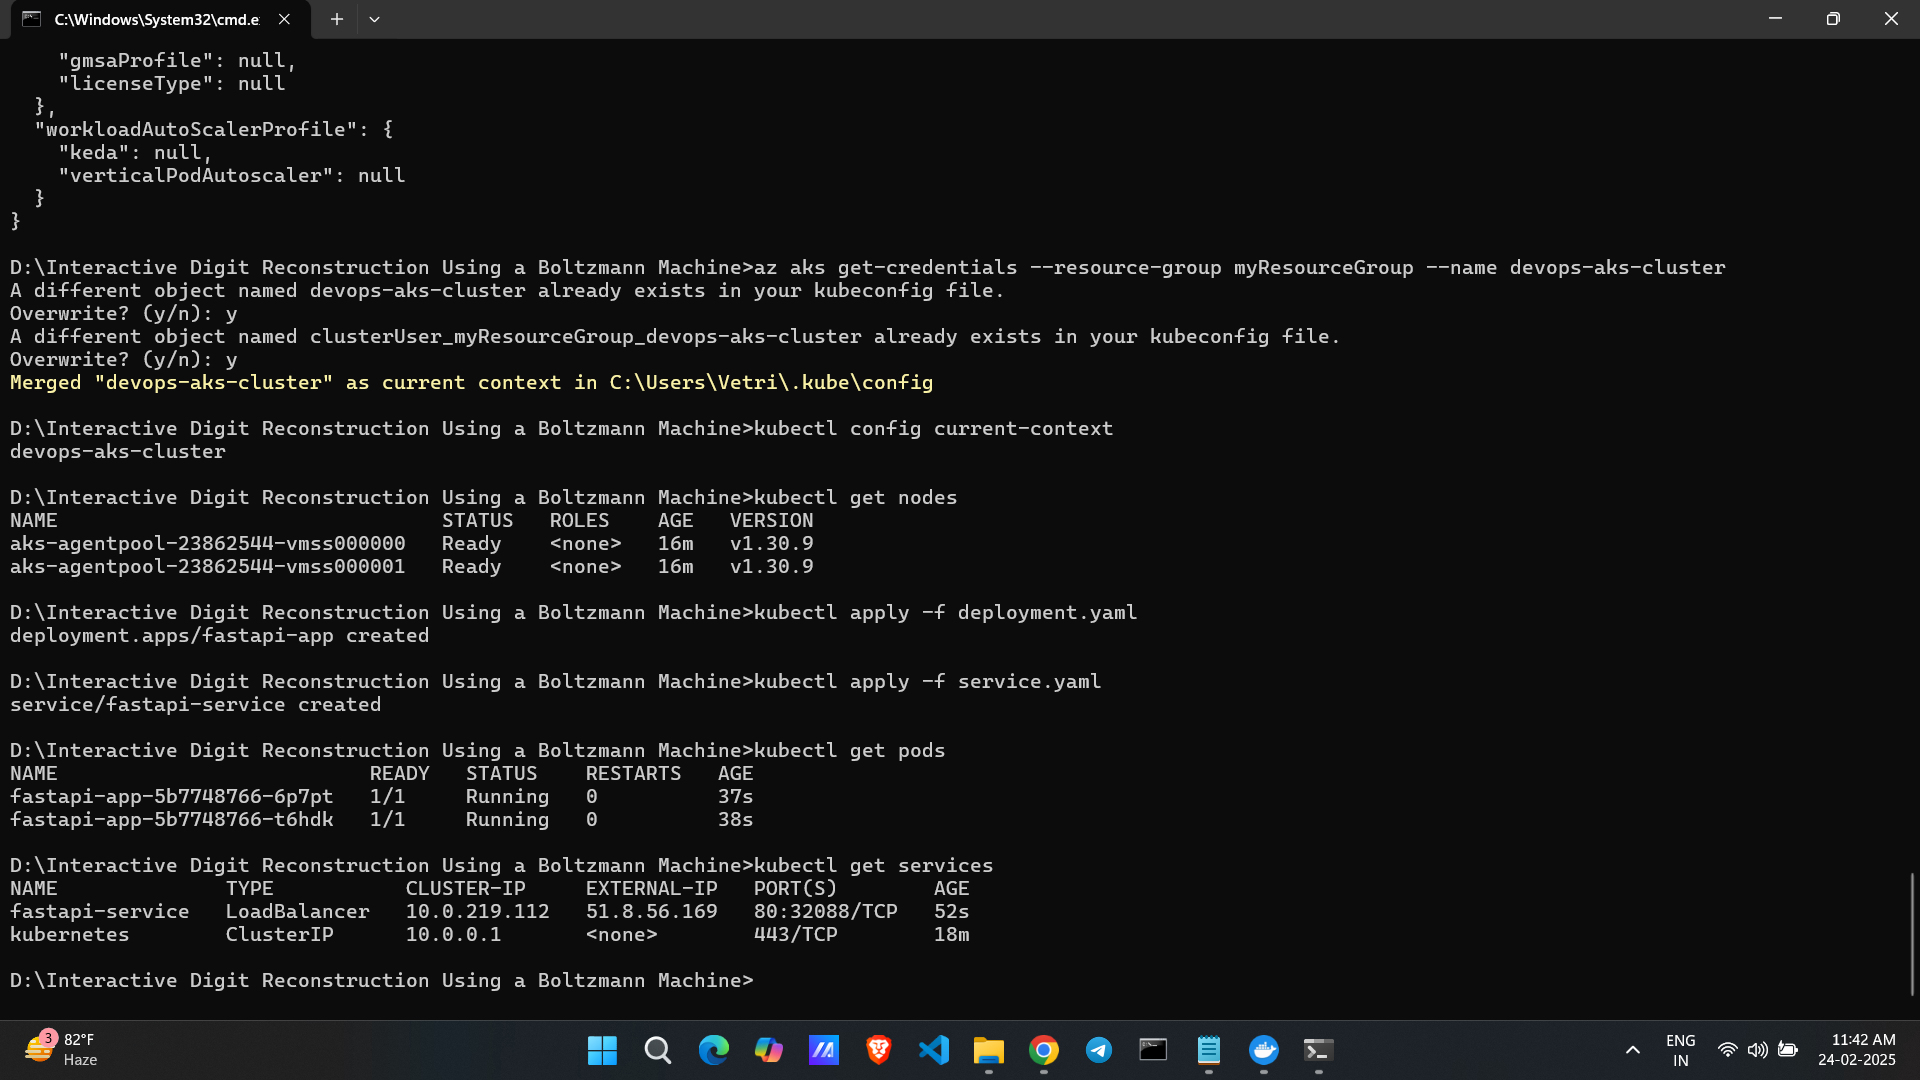 C:\Windows\System32\cmd.e
    "gmsaProfile": null,
    "licenseType": null
  },
  "workloadAutoScalerProfile": {
    "keda": null,
    "verticalPodAutoscaler": null
  }
}
D:\Interactive Digit Reconstruction Using a Boltzmann Machine>az aks get-credentials --resource-group myResourceGroup --name devops-aks-cluster
A different object named devops-aks-cluster already exists in your kubeconfig file.
Overwrite? (y/n): y
A different object named clusterUser_myResourceGroup_devops-aks-cluster already exists in your kubeconfig file.
Overwrite? (y/n): y
Merged "devops-aks-cluster" as current context in C:\Users\Vetri\.kube\config
D:\Interactive Digit Reconstruction Using a Boltzmann Machine>kubectl config current-context
devops-aks-cluster
D:\Interactive Digit Reconstruction Using a Boltzmann Machine>kubectl get nodes
NAME                                STATUS   ROLES    AGE   VERSION
aks-agentpool-23862544-vmss000000   Ready    <none>   16m   v1.30.9
aks-agentpool-23862544-vmss000001   Ready    <none>   16m   v1.30.9
D:\Interactive Digit Reconstruction Using a Boltzmann Machine>kubectl apply -f deployment.yaml
deployment.apps/fastapi-app created
D:\Interactive Digit Reconstruction Using a Boltzmann Machine>kubectl apply -f service.yaml
service/fastapi-service created
D:\Interactive Digit Reconstruction Using a Boltzmann Machine>kubectl get pods
NAME                          READY   STATUS    RESTARTS   AGE
fastapi-app-5b7748766-6p7pt   1/1     Running   0          37s
fastapi-app-5b7748766-t6hdk   1/1     Running   0          38s
D:\Interactive Digit Reconstruction Using a Boltzmann Machine>kubectl get services
NAME              TYPE           CLUSTER-IP     EXTERNAL-IP   PORT(S)        AGE
fastapi-service   LoadBalancer   10.0.219.112   51.8.56.169   80:32088/TCP   52s
kubernetes        ClusterIP      10.0.0.1       <none>        443/TCP        18m
D:\Interactive Digit Reconstruction Using a Boltzmann Machine>
3 82°F ENG 11:42 AM
Haze IN 24-02-2025